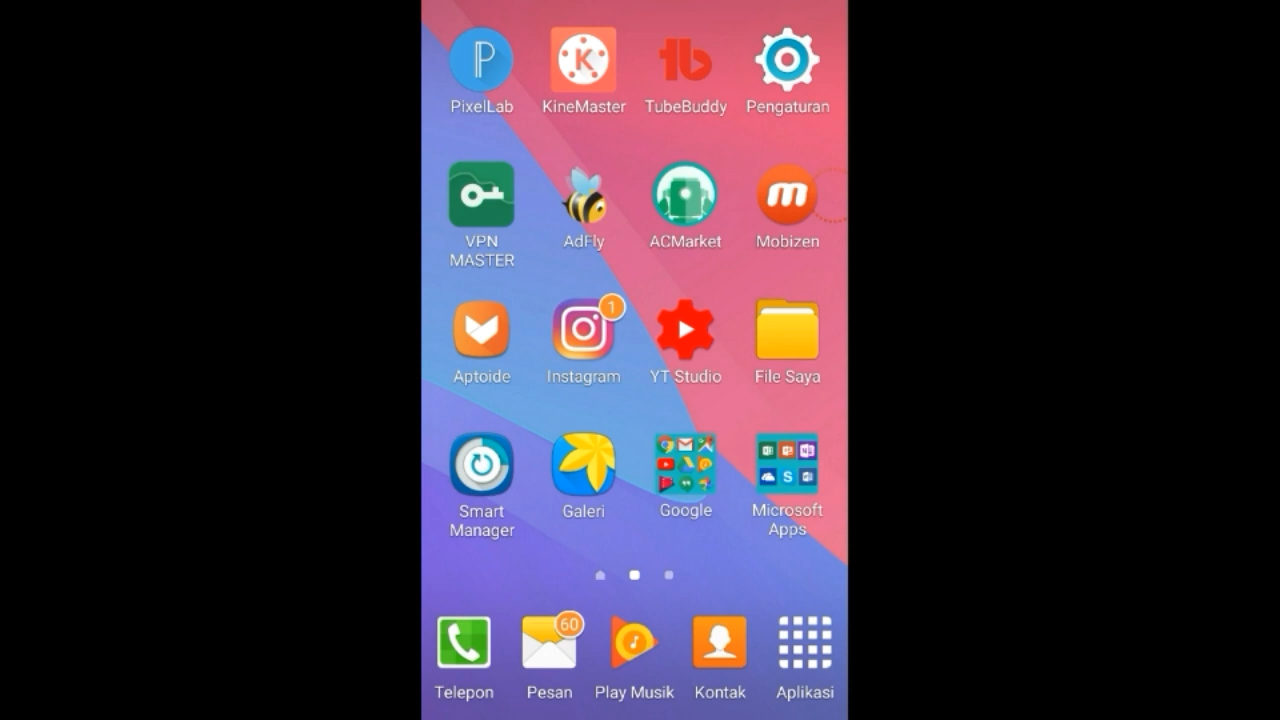 PixelLab
KineMaster
TubeBuddy
Pengaturan
VPN
MASTER
AdFly
ACMarket
Mobizen
1
Aptoide
Instagram
YT Studio
File Saya
Smart
Manager
Galeri
Google
Microsoft
Apps
60
Telepon
Pesan
Play Musik
Kontak
Aplikasi